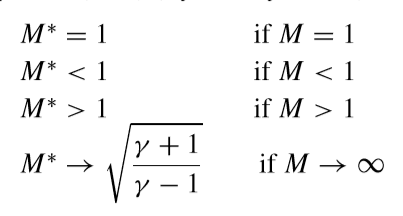 M* = 1 if M = 1
M* < 1 if M < 1
M* > 1 if M > 1
M* → √((γ + 1)/(γ − 1)) if M → ∞